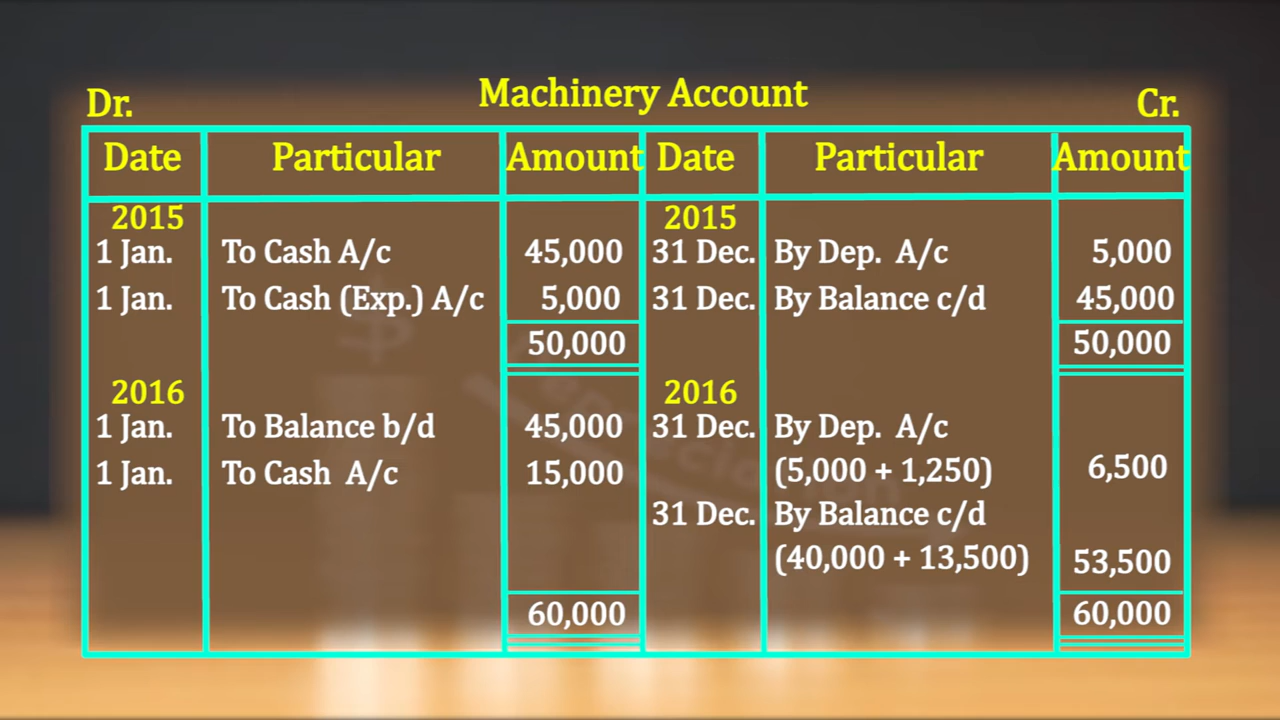 Machinery Account
Dr. Cr.
Date Particular Amount Date Particular Amount
2015 2015
1 Jan. To Cash A/c 45,000 31 Dec. By Dep. A/c 5,000
1 Jan. To Cash (Exp.) A/c 5,000 31 Dec. By Balance c/d 45,000
50,000 50,000
2016 2016
1 Jan. To Balance b/d 45,000 31 Dec. By Dep. A/c
1 Jan. To Cash A/c 15,000 (5,000 + 1,250) 6,500
31 Dec. By Balance c/d
(40,000 + 13,500) 53,500
60,000 60,000